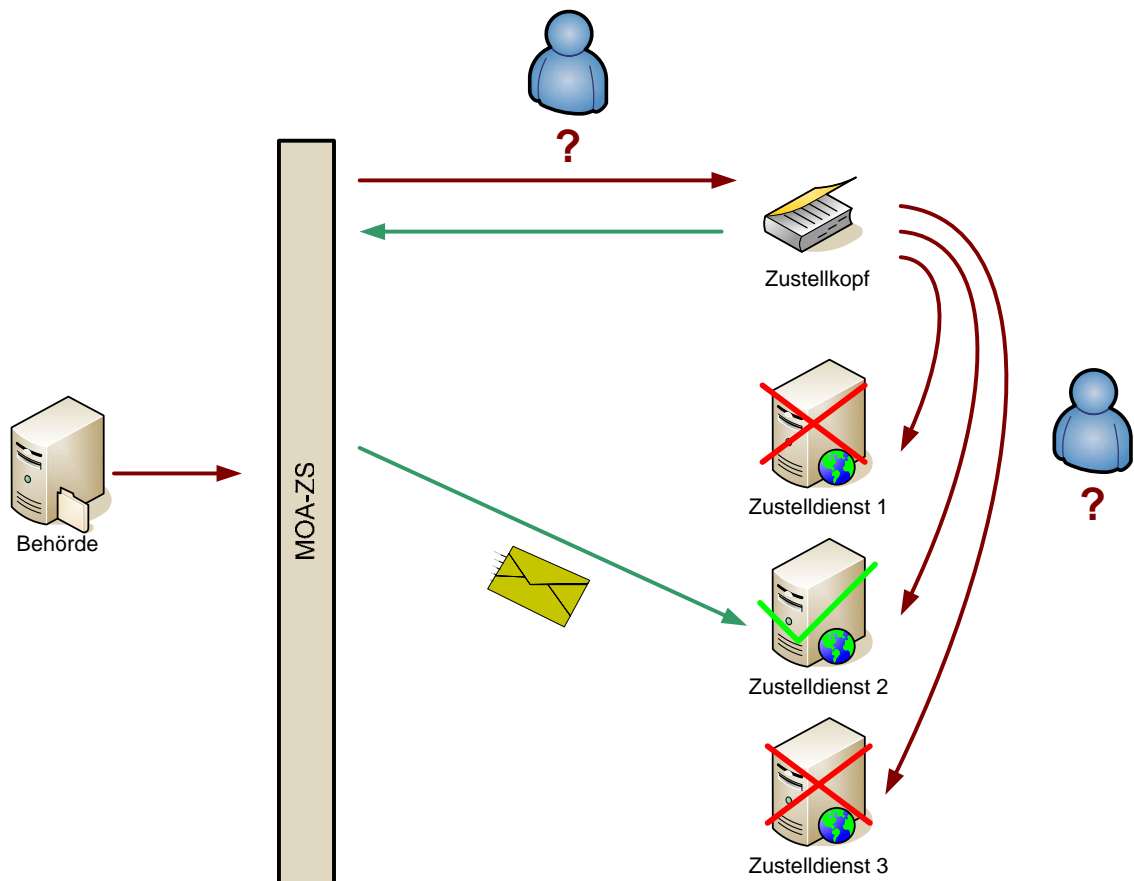 ?
Zustellkopf
Zustelldienst 1
?
MOA-ZS
Behörde
Zustelldienst 2
Zustelldienst 3